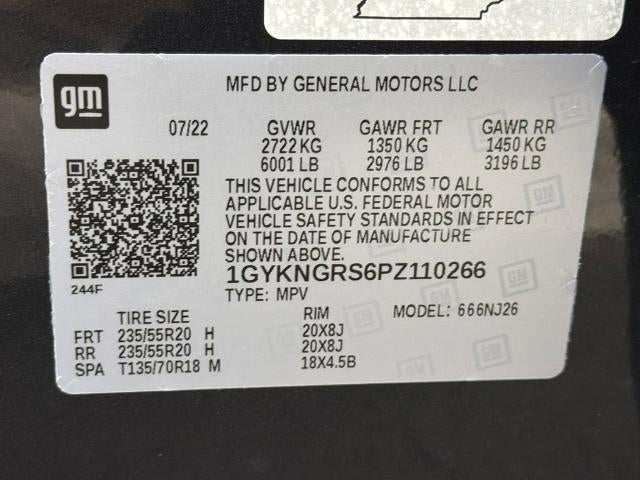 gm
MFD BY GENERAL MOTORS LLC
07/22 GVWR GAWR FRT GAWR RR
2722 KG 1350 KG 1450 KG
6001 LB 2976 LB 3196 LB
THIS VEHICLE CONFORMS TO ALL
APPLICABLE U.S. FEDERAL MOTOR
VEHICLE SAFETY STANDARDS IN EFFECT
ON THE DATE OF MANUFACTURE
SHOWN ABOVE.
1GYKNGRS6PZ110266
244F
TYPE: MPV
TIRE SIZE RIM MODEL: 666NJ26
FRT 235/55R20 H 20X8J
RR 235/55R20 H 20X8J
SPA T135/70R18 M 18X4.5B